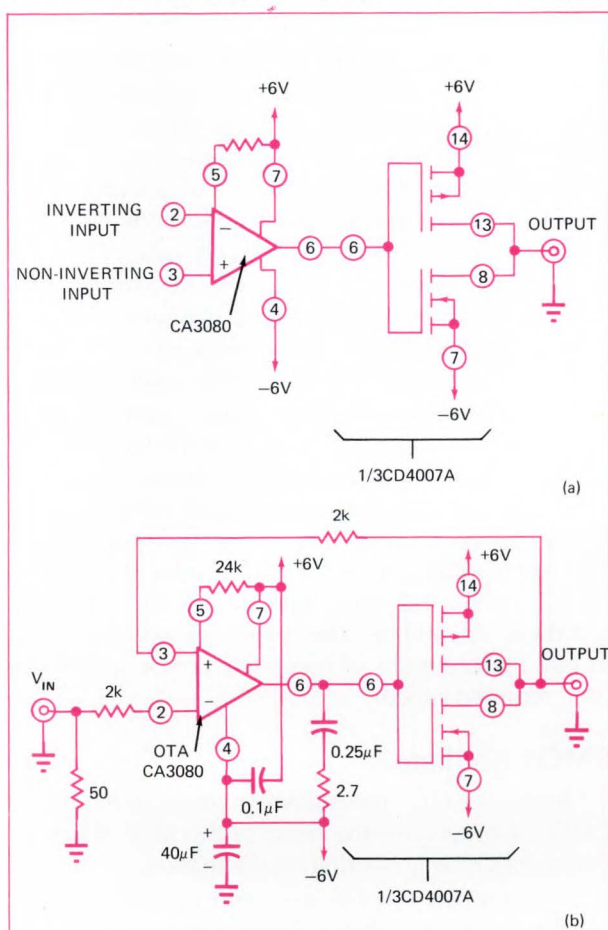 +6V
+6V
14
5
7
INVERTING
INPUT
2
−
13
OUTPUT
6
6
NON-INVERTING
INPUT
3
+
8
CA3080
4
7
−6V
−6V
1/3CD4007A
(a)
2k
24k
+6V
+6V
14
5
7
3
+
13
OUTPUT
VIN
6
6
2k
2
−
8
OTA
CA3080
4
0.25μF
7
50
0.1μF
2.7
−6V
+
40μF
−
−6V
1/3CD4007A
(b)